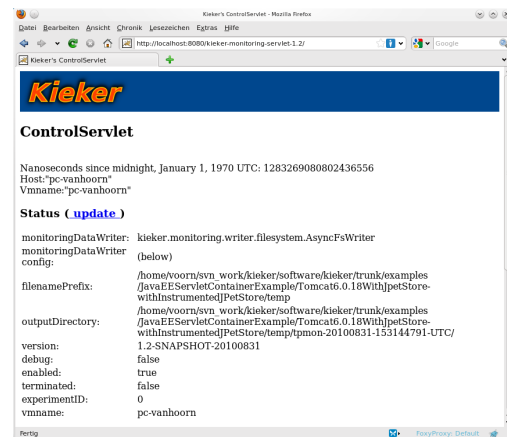 Kieker's ControlServlet - Mozilla Firefox
Datei Bearbeiten Ansicht Chronik Lesezeichen Extras Hilfe
http://localhost:8080/kieker-monitoring-servlet-1.2/
Google
Kieker's ControlServlet
Kieker
ControlServlet
Nanoseconds since midnight, January 1, 1970 UTC: 1283269080802436556
Host:"pc-vanhoorn"
Vmname:"pc-vanhoorn"
Status ( update )
monitoringDataWriter: kieker.monitoring.writer.filesystem.AsyncFsWriter
monitoringDataWriter
config: (below)
filenamePrefix: /home/voorn/svn_work/kieker/software/kieker/trunk/examples
/JavaEEServletContainerExample/Tomcat6.0.18WithJpetStore-
withInstrumentedJPetStore/temp
outputDirectory: /home/voorn/svn_work/kieker/software/kieker/trunk/examples
/JavaEEServletContainerExample/Tomcat6.0.18WithJpetStore-
withInstrumentedJPetStore/temp/tpmon-20100831-153144791-UTC/
version: 1.2-SNAPSHOT-20100831
debug: false
enabled: true
terminated: false
experimentID: 0
vmname: pc-vanhoorn
Fertig
FoxyProxy: Default